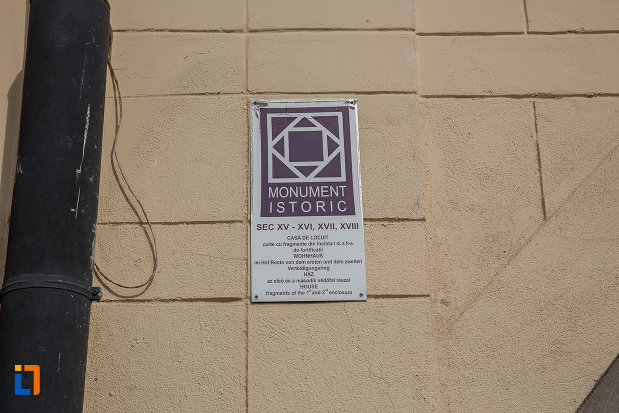 MONUMENT
ISTORIC
SEC XV - XVI, XVII, XVIII
CASĂ DE LOCUIT
curte cu fragmente din incinta I si a II-a
de fortificatii
WOHNHAUS
im Hof Reste von dem ersten und dem zweiten
Verteidigungsring
HÁZ
az első és a második védőfal részei
HOUSE
fragments of the 1st and 2nd enclosure